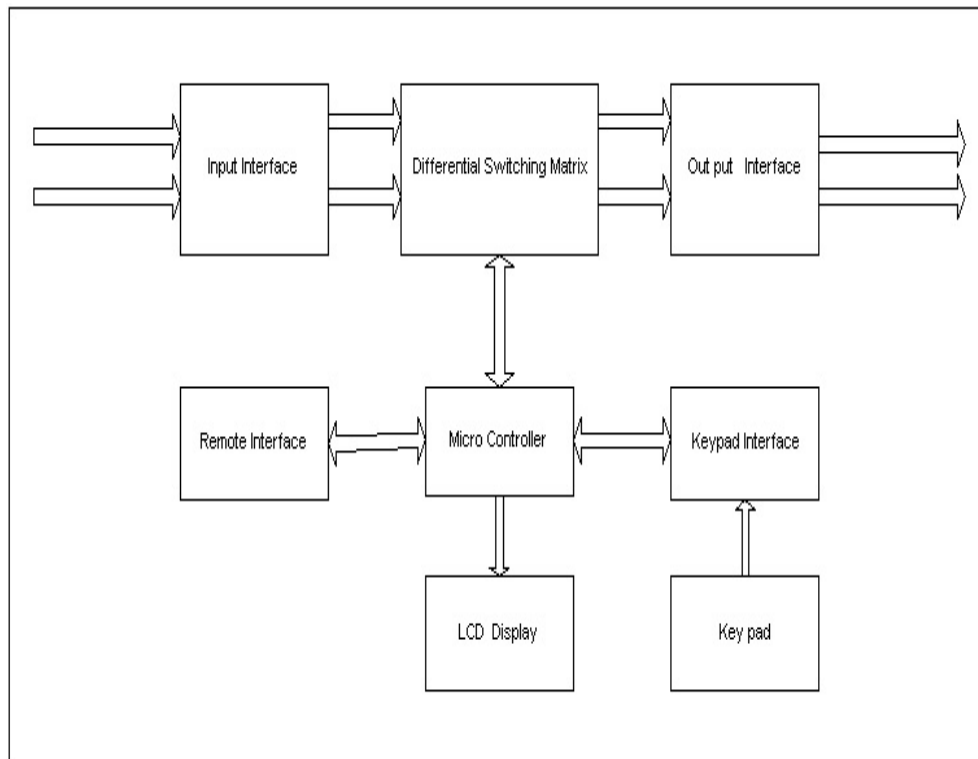 Input Interface
Differential Switching Matrix
Out put Interface
Remote Interface
Micro Controller
Keypad Interface
LCD Display
Key pad